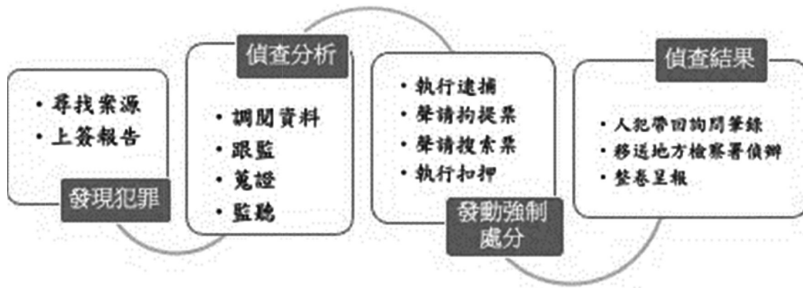 • 尋找案源
• 上簽報告
發現犯罪
偵查分析
• 調閱資料
• 跟監
• 蒐證
• 監聽
• 執行逮捕
• 聲請拘提票
• 聲請搜索票
• 執行扣押
發動強制
處分
偵查結果
• 人犯帶回詢問筆錄
• 移送地方檢察署偵辦
• 整卷呈報